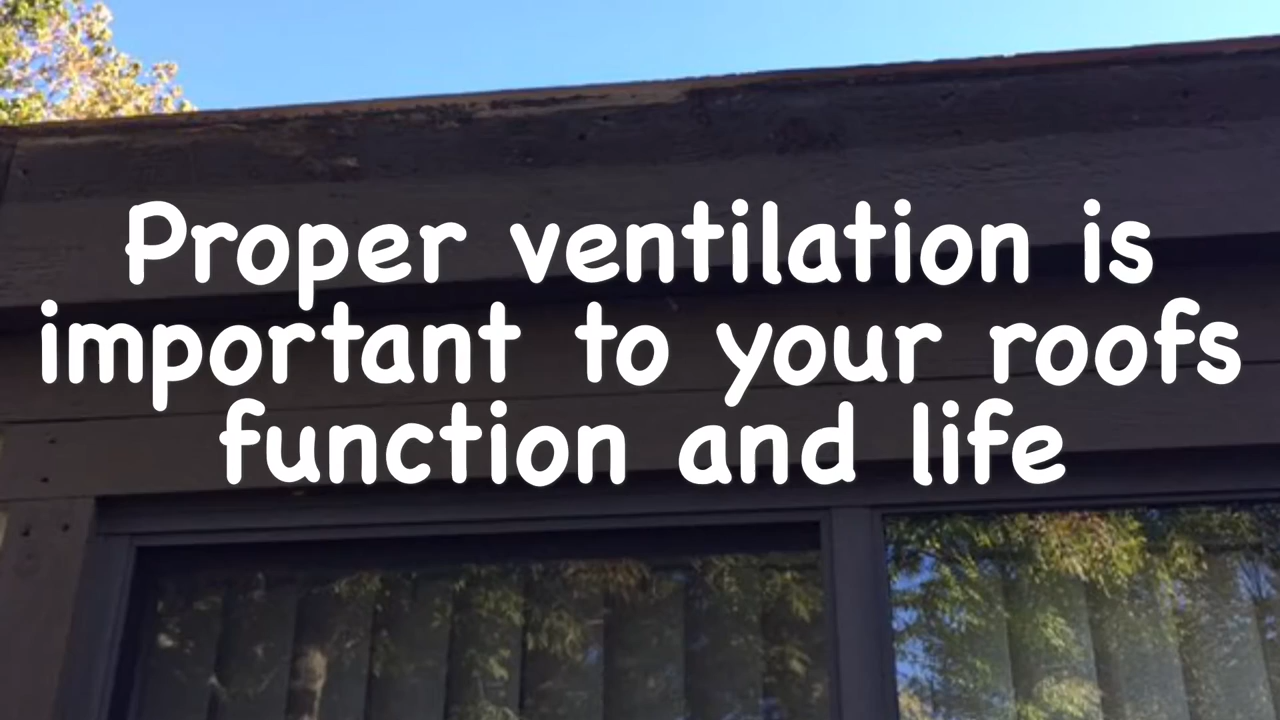 Proper ventilation is
important to your roofs
function and life